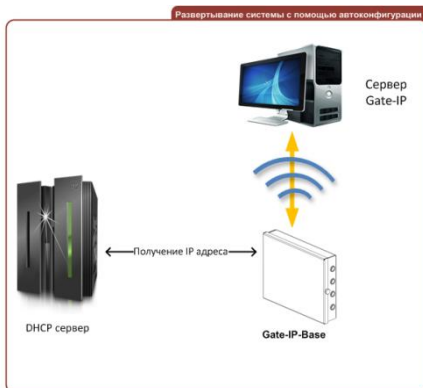 Развертывание системы с помощью автоконфигурации
Сервер
Gate-IP
Получение IP адреса
DHCP сервер
Gate-IP-Base